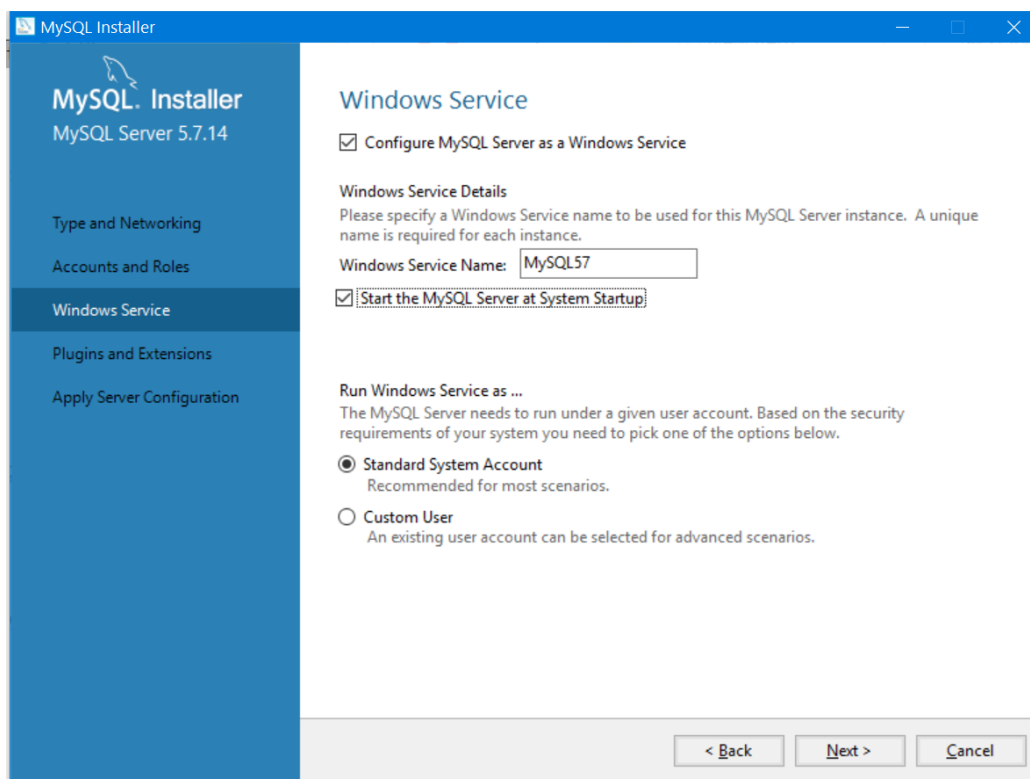 MySQL Installer
MySQL. Installer
MySQL Server 5.7.14
Type and Networking
Accounts and Roles
Windows Service
Plugins and Extensions
Apply Server Configuration
Windows Service
Configure MySQL Server as a Windows Service
Windows Service Details
Please specify a Windows Service name to be used for this MySQL Server instance. A unique
name is required for each instance.
Windows Service Name: MySQL57
Start the MySQL Server at System Startup
Run Windows Service as ...
The MySQL Server needs to run under a given user account. Based on the security
requirements of your system you need to pick one of the options below.
Standard System Account
Recommended for most scenarios.
Custom User
An existing user account can be selected for advanced scenarios.
< Back Next > Cancel